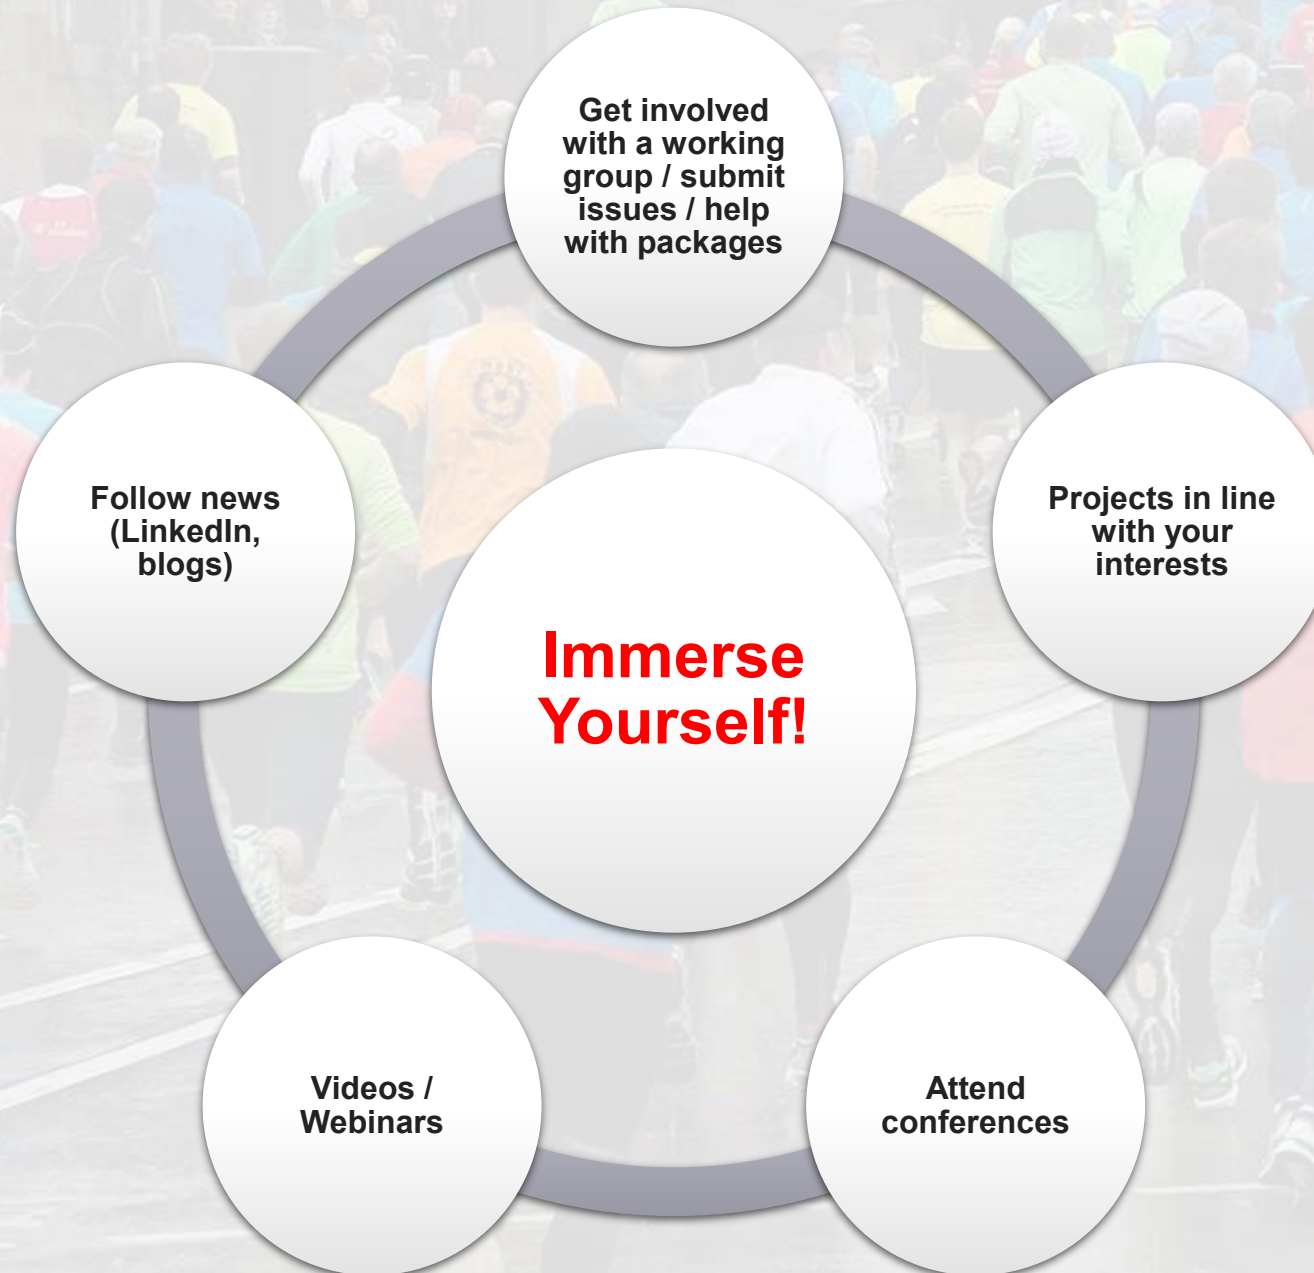 Get involved
with a working
group / submit
issues / help
with packages
Follow news
(LinkedIn,
blogs)
Projects in line
with your
interests
Immerse
Yourself!
Videos /
Webinars
Attend
conferences